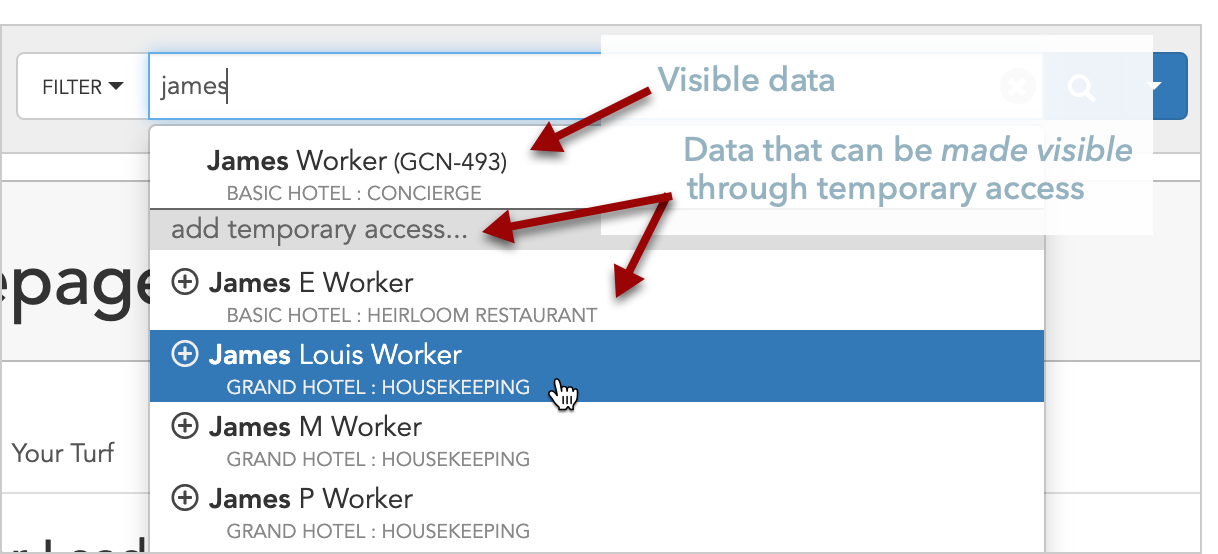 FILTER
james
Visible data
James Worker (GCN-493)
BASIC HOTEL : CONCIERGE
Data that can be made visible
through temporary access
add temporary access...
James E Worker
BASIC HOTEL : HEIRLOOM RESTAURANT
epage
James Louis Worker
GRAND HOTEL : HOUSEKEEPING
James M Worker
GRAND HOTEL : HOUSEKEEPING
Your Turf
James P Worker
GRAND HOTEL : HOUSEKEEPING